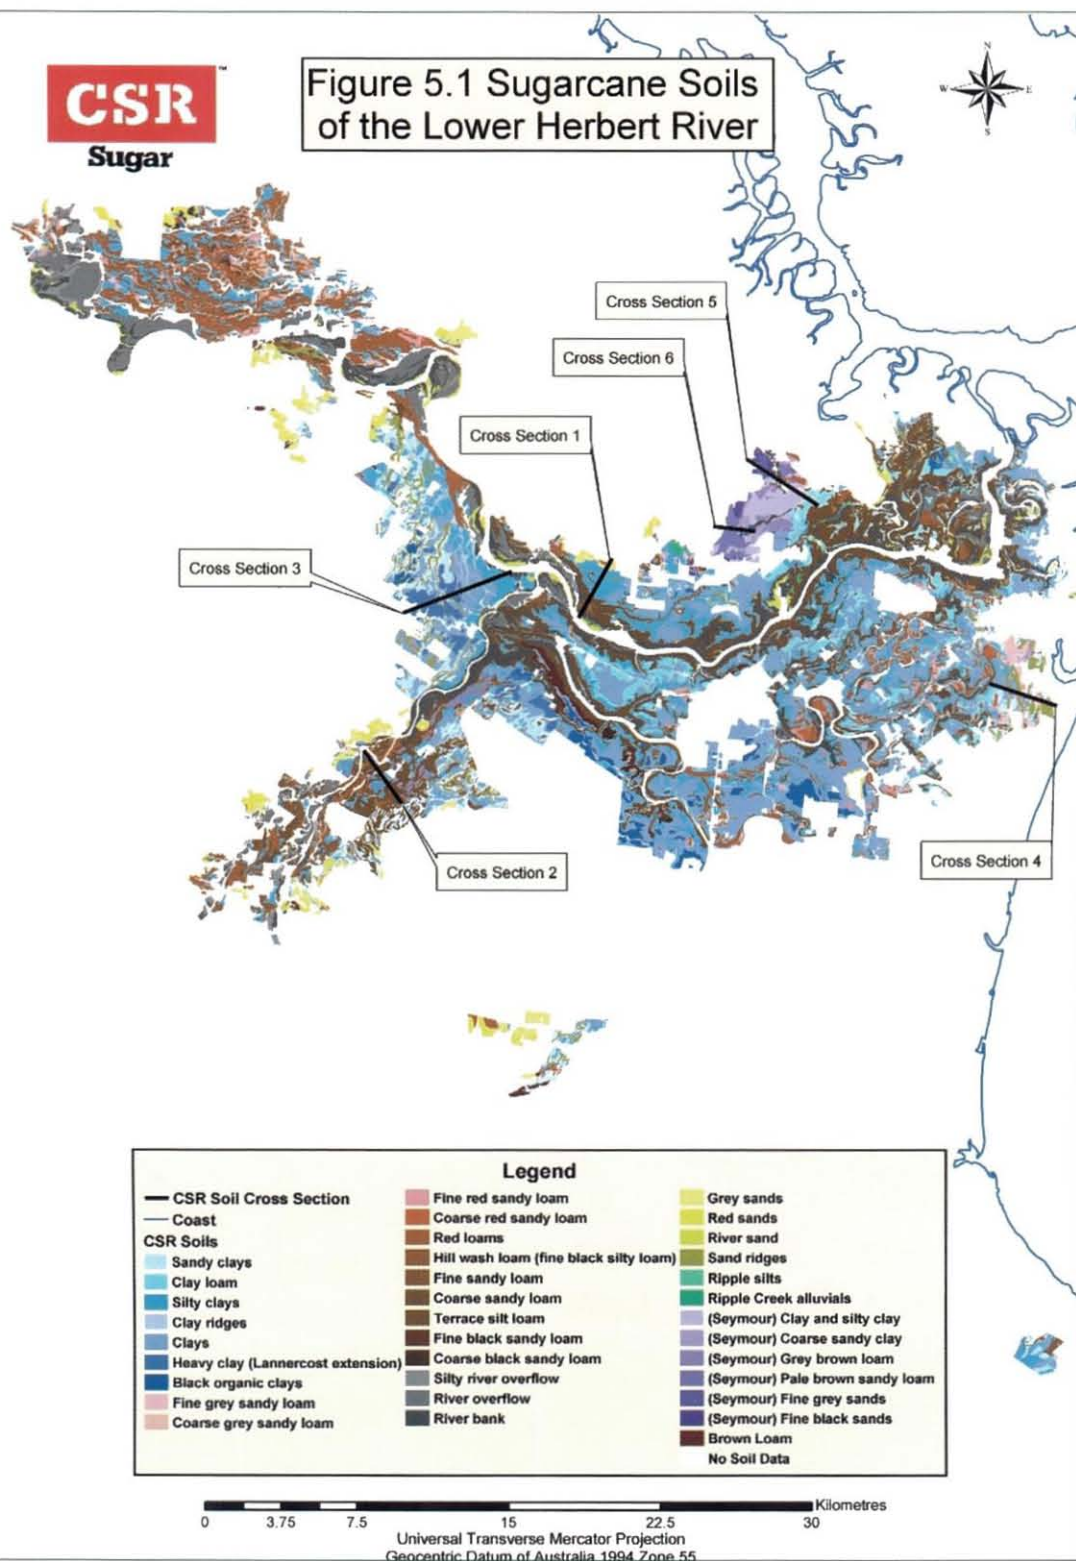 CSR
™
Sugar
Figure 5.1 Sugarcane Soils
of the Lower Herbert River
N
W
E
S
Cross Section 5
Cross Section 6
Cross Section 1
Cross Section 3
Cross Section 4
Cross Section 2
Legend
CSR Soil Cross Section
Coast
CSR Soils
Sandy clays
Clay loam
Silty clays
Clay ridges
Clays
Heavy clay (Lannercost extension)
Black organic clays
Fine grey sandy loam
Coarse grey sandy loam
Fine red sandy loam
Coarse red sandy loam
Red loams
Hill wash loam (fine black silty loam)
Fine sandy loam
Coarse sandy loam
Terrace silt loam
Fine black sandy loam
Coarse black sandy loam
Silty river overflow
River overflow
River bank
Grey sands
Red sands
River sand
Sand ridges
Ripple silts
Ripple Creek alluvials
(Seymour) Clay and silty clay
(Seymour) Coarse sandy clay
(Seymour) Grey brown loam
(Seymour) Pale brown sandy loam
(Seymour) Fine grey sands
(Seymour) Fine black sands
Brown Loam
No Soil Data
Kilometres
0 3.75 7.5 15 22.5 30
Universal Transverse Mercator Projection
Geocentric Datum of Australia 1994 Zone 55